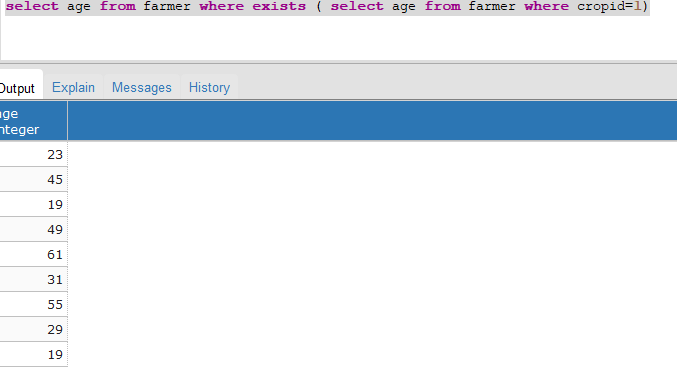 select age from farmer where exists ( select age from farmer where cropid=1)
Output Explain Messages History
age
integer
23
45
19
49
61
31
55
29
19